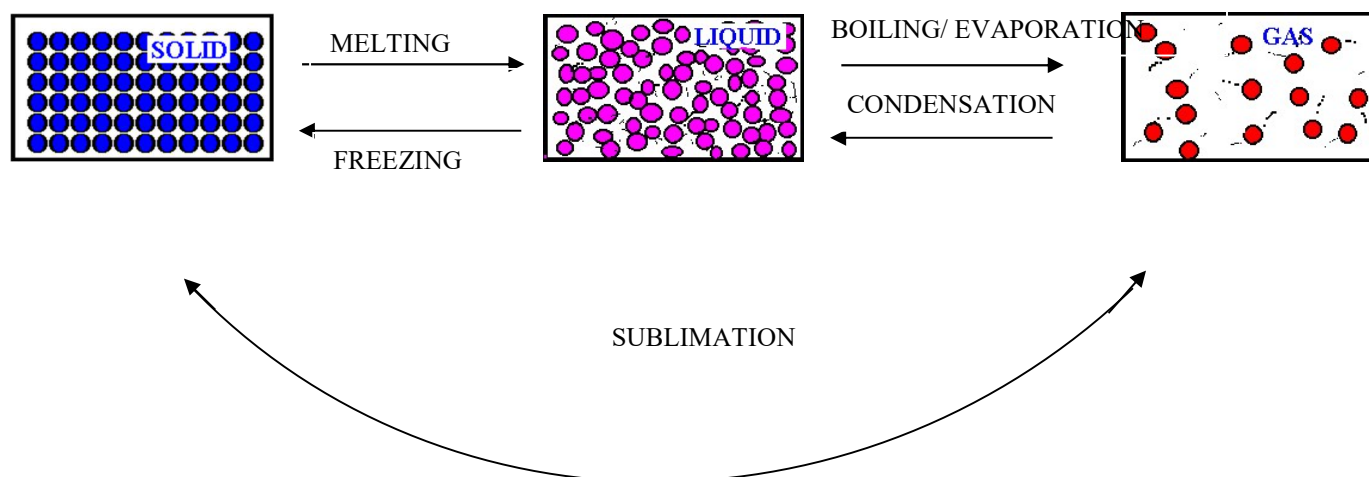 SOLID
MELTING
FREEZING
LIQUID
BOILING/ EVAPORATION
CONDENSATION
GAS
SUBLIMATION